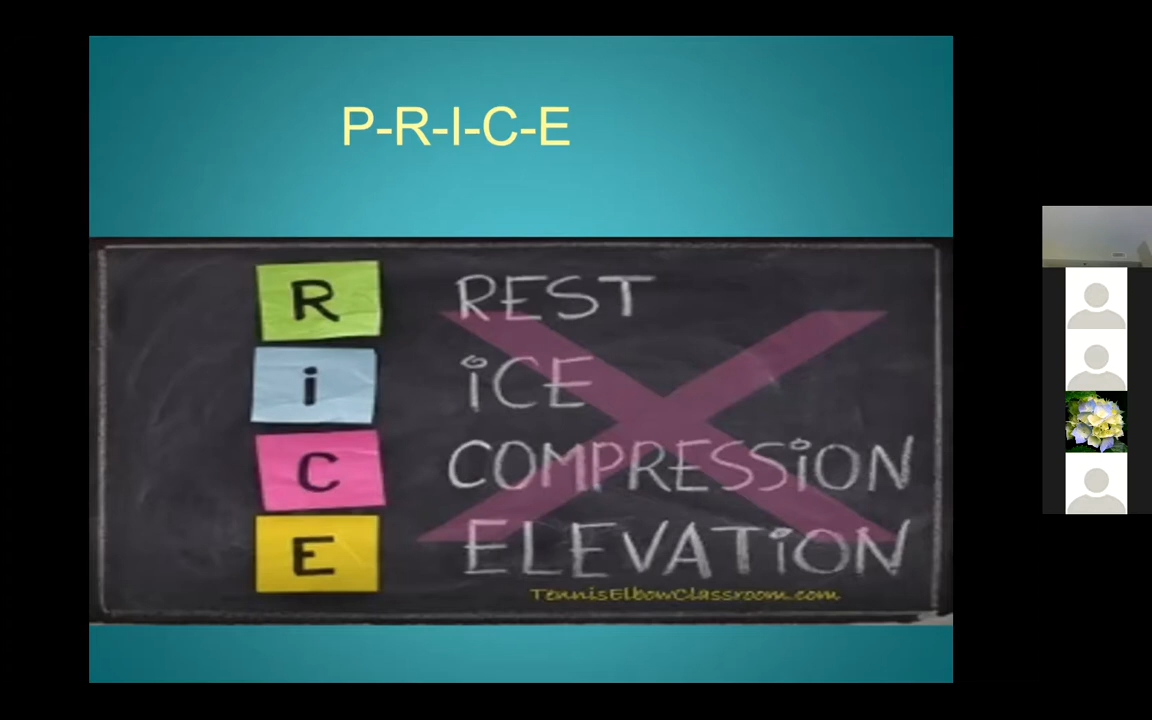 P-R-I-C-E
R REST
i iCE
C COMPRESSiON
E ELEVATiON
TennisElbowClassroom.com